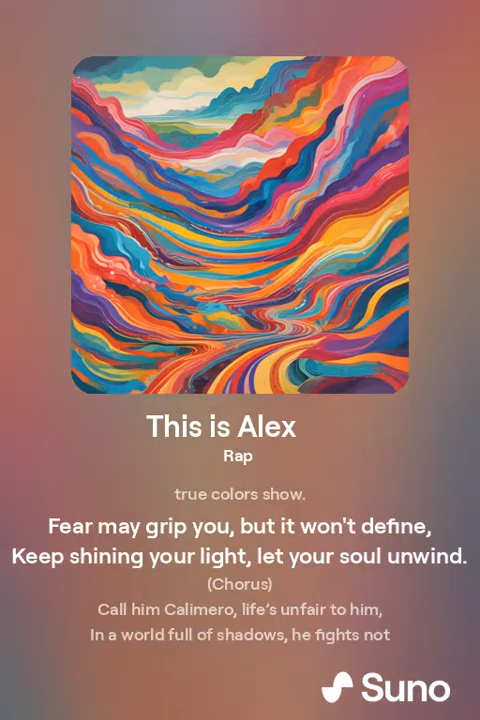 This is Alex
Rap
true colors show.
Fear may grip you, but it won't define,
Keep shining your light, let your soul unwind.
(Chorus)
Call him Calimero, life's unfair to him,
In a world full of shadows, he fights not
Suno